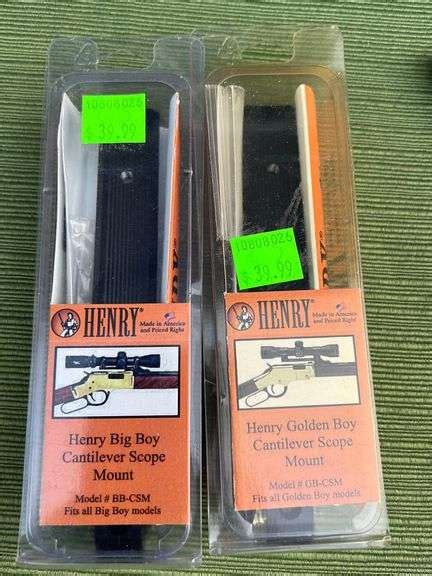 10808026
$ 39.99
HENRY®
Made in America
and Priced Right
Henry Big Boy
Cantilever Scope
Mount
Model # BB-CSM
Fits all Big Boy models
10808026
$ 39.99
HENRY®
Made in America
and Priced Right
Henry Golden Boy
Cantilever Scope
Mount
Model # GB-CSM
Fits all Golden Boy models